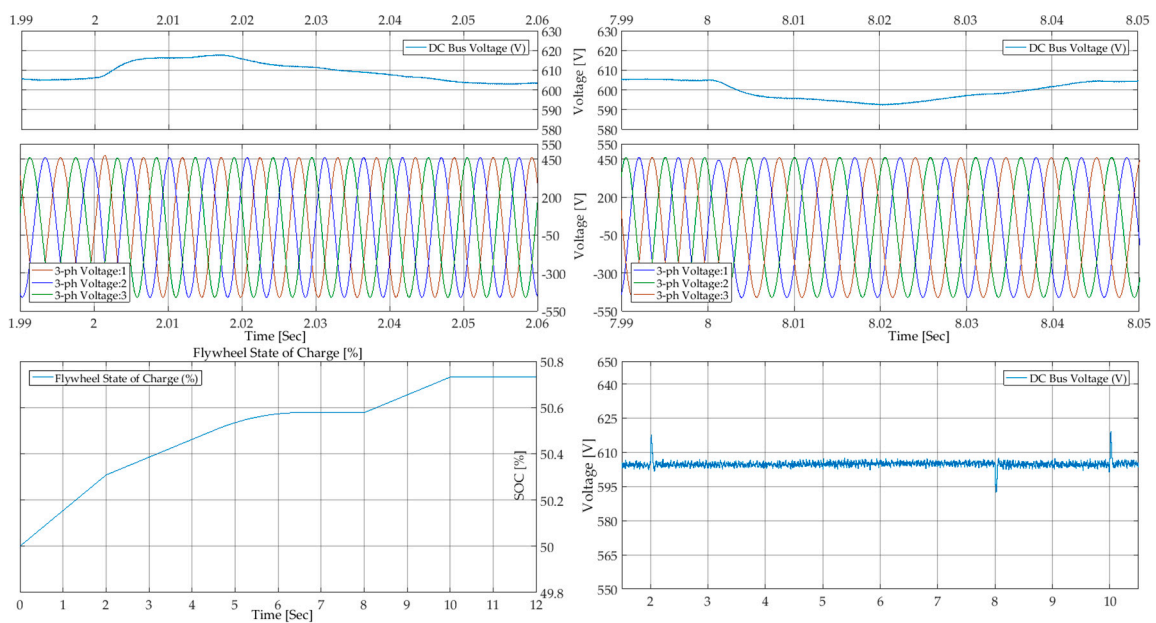 1.99 2 2.01 2.02 2.03 2.04 2.05 2.06
630
620
610
600
590
580
DC Bus Voltage (V)
Voltage [V]
7.99 8 8.01 8.02 8.03 8.04 8.05
630
620
610
600
590
580
DC Bus Voltage (V)
550
450
200
-50
-300
-550
Voltage [V]
3-ph Voltage:1
3-ph Voltage:2
3-ph Voltage:3
1.99 2 2.01 2.02 2.03 2.04 2.05 2.06
Time [Sec]
550
450
200
-50
-300
-550
3-ph Voltage:1
3-ph Voltage:2
3-ph Voltage:3
7.99 8 8.01 8.02 8.03 8.04 8.05
Time [Sec]
Flywheel State of Charge [%]
Flywheel State of Charge (%)
50.8
50.6
50.4
50.2
50
49.8
SOC [%]
0 1 2 3 4 5 6 7 8 9 10 11 12
Time [Sec]
650
640
625
610
595
580
565
550
Voltage [V]
DC Bus Voltage (V)
2 3 4 5 6 7 8 9 10